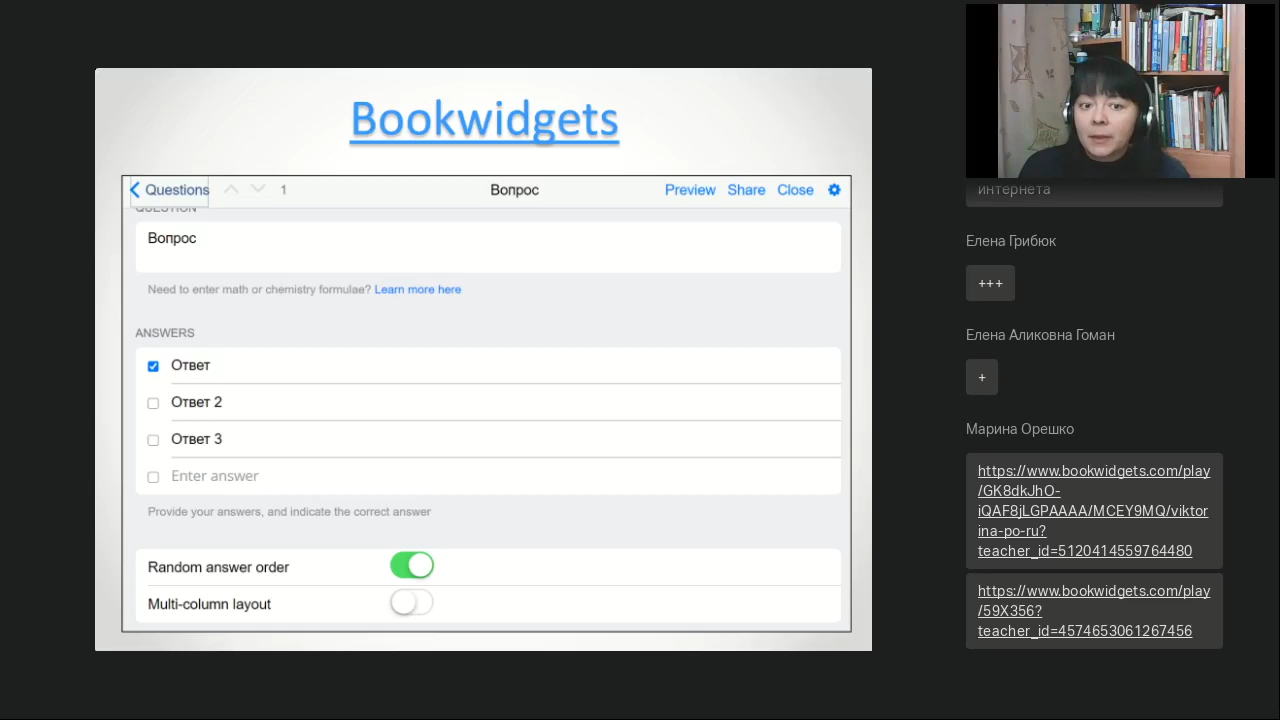 Bookwidgets
Questions 1 Вопрос Preview Share Close
QUESTION
Вопрос
Need to enter math or chemistry formulae? Learn more here
ANSWERS
Ответ
Ответ 2
Ответ 3
Enter answer
Provide your answers, and indicate the correct answer
Random answer order
Multi-column layout
интернета
Елена Грибюк
+++
Елена Аликовна Гоман
+
Марина Орешко
https://www.bookwidgets.com/play
/GK8dkJhO-
iQAF8jLGPAAAA/MCEY9MQ/viktor
ina-po-ru?
teacher_id=5120414559764480
https://www.bookwidgets.com/play
/59X356?
teacher_id=4574653061267456